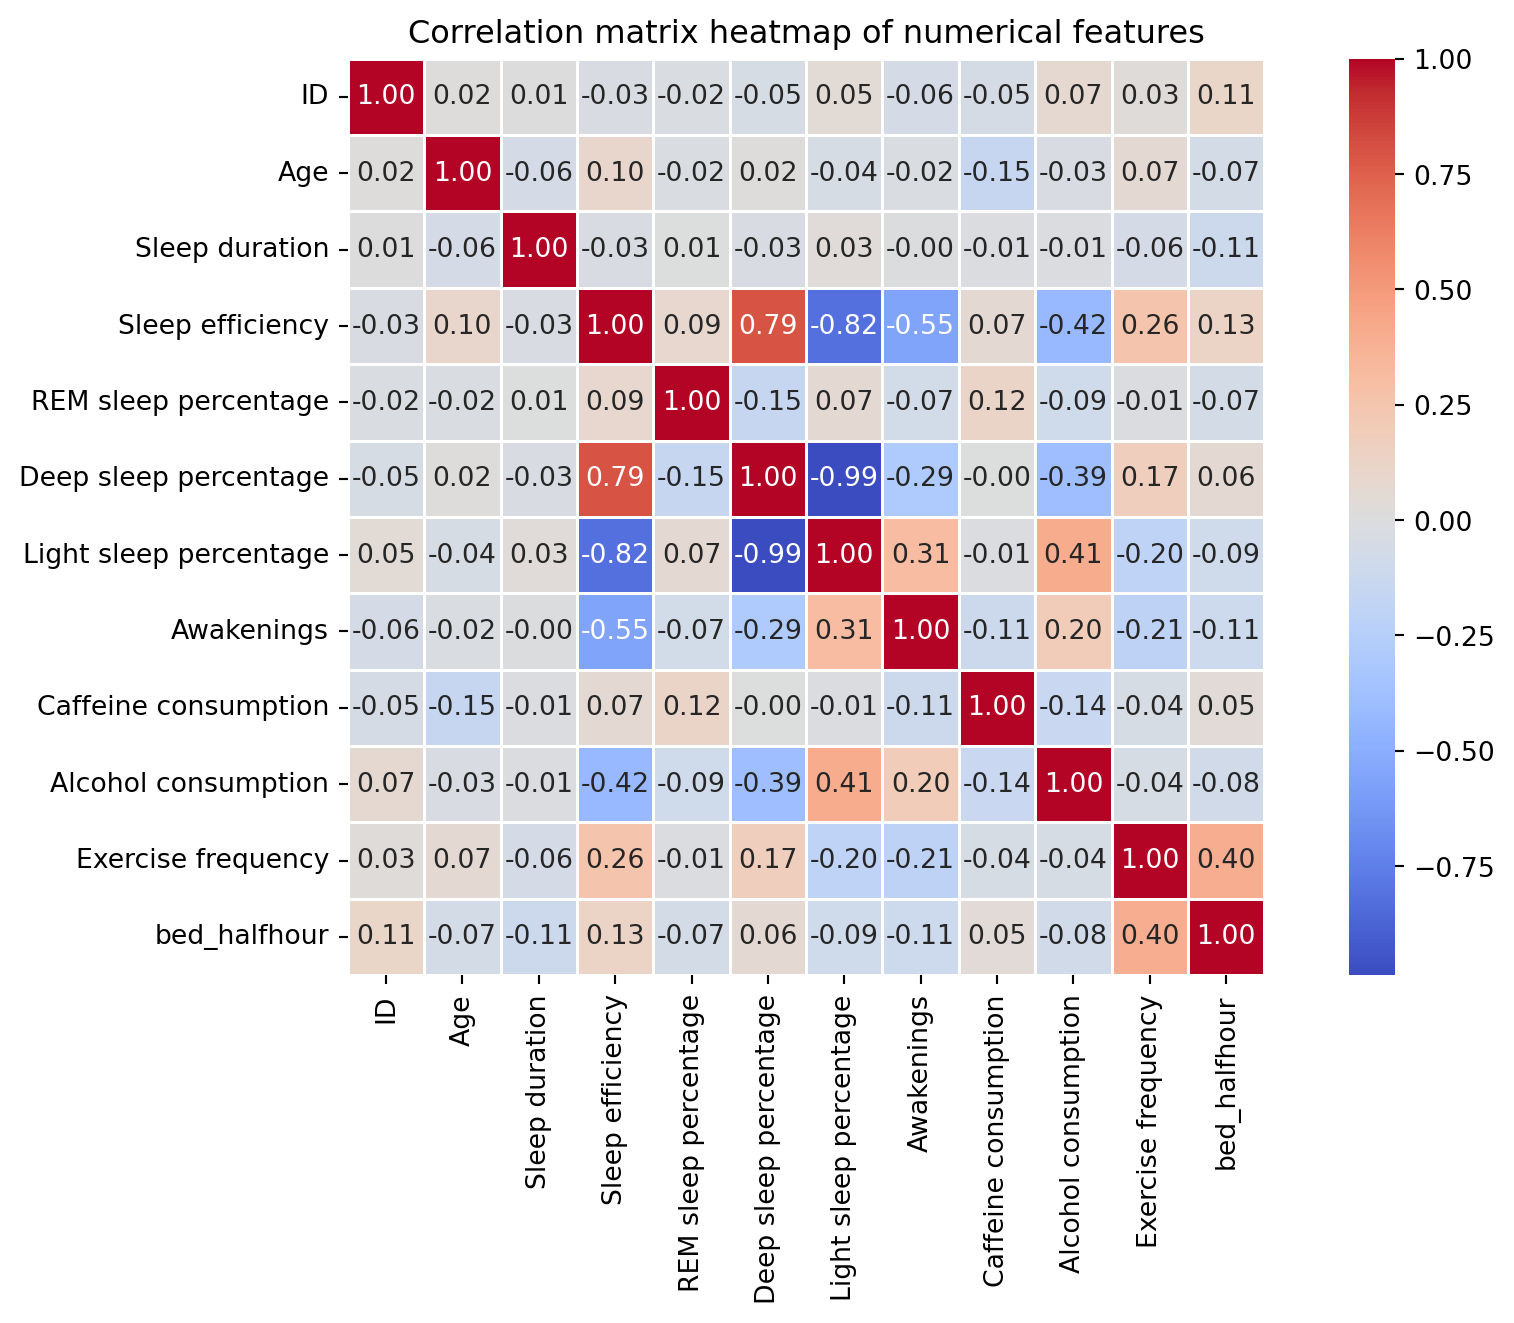 Correlation matrix heatmap of numerical features
ID 1.00 0.02 0.01 -0.03 -0.02 -0.05 0.05 -0.06 -0.05 0.07 0.03 0.11
Age 0.02 1.00 -0.06 0.10 -0.02 0.02 -0.04 -0.02 -0.15 -0.03 0.07 -0.07
Sleep duration 0.01 -0.06 1.00 -0.03 0.01 -0.03 0.03 -0.00 -0.01 -0.01 -0.06 -0.11
Sleep efficiency -0.03 0.10 -0.03 1.00 0.09 0.79 -0.82 -0.55 0.07 -0.42 0.26 0.13
REM sleep percentage -0.02 -0.02 0.01 0.09 1.00 -0.15 0.07 -0.07 0.12 -0.09 -0.01 -0.07
Deep sleep percentage -0.05 0.02 -0.03 0.79 -0.15 1.00 -0.99 -0.29 -0.00 -0.39 0.17 0.06
Light sleep percentage 0.05 -0.04 0.03 -0.82 0.07 -0.99 1.00 0.31 -0.01 0.41 -0.20 -0.09
Awakenings -0.06 -0.02 -0.00 -0.55 -0.07 -0.29 0.31 1.00 -0.11 0.20 -0.21 -0.11
Caffeine consumption -0.05 -0.15 -0.01 0.07 0.12 -0.00 -0.01 -0.11 1.00 -0.14 -0.04 0.05
Alcohol consumption 0.07 -0.03 -0.01 -0.42 -0.09 -0.39 0.41 0.20 -0.14 1.00 -0.04 -0.08
Exercise frequency 0.03 0.07 -0.06 0.26 -0.01 0.17 -0.20 -0.21 -0.04 -0.04 1.00 0.40
bed_halfhour 0.11 -0.07 -0.11 0.13 -0.07 0.06 -0.09 -0.11 0.05 -0.08 0.40 1.00
ID
Age
Sleep duration
Sleep efficiency
REM sleep percentage
Deep sleep percentage
Light sleep percentage
Awakenings
Caffeine consumption
Alcohol consumption
Exercise frequency
bed_halfhour
1.00
0.75
0.50
0.25
0.00
−0.25
−0.50
−0.75